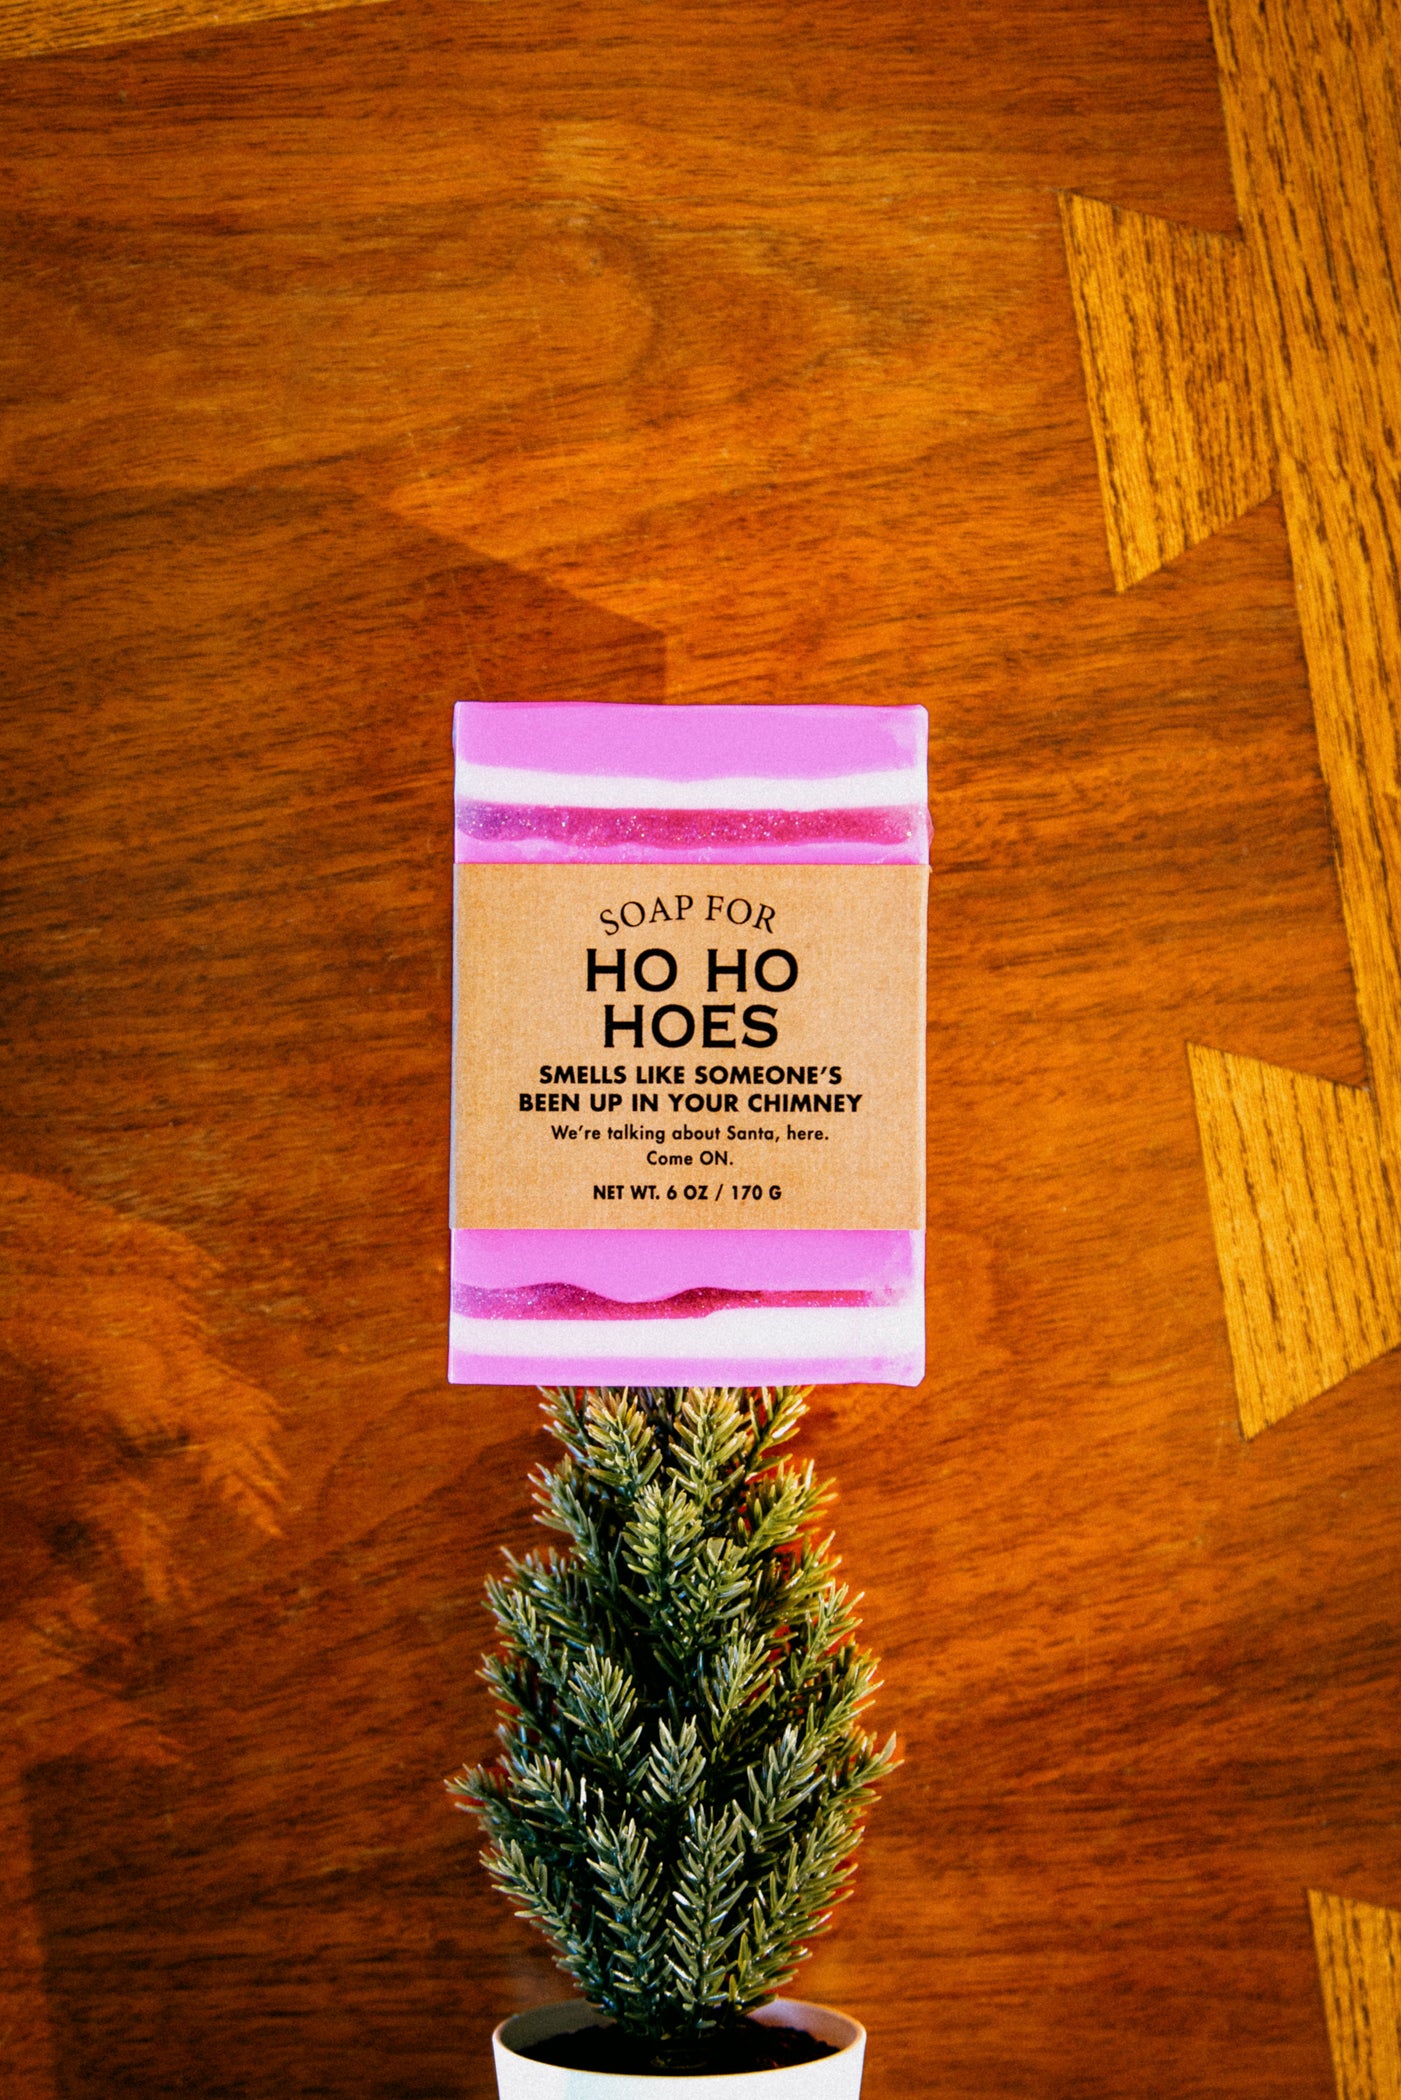 SOAP FOR
HO HO
HOES
SMELLS LIKE SOMEONE'S
BEEN UP IN YOUR CHIMNEY
We're talking about Santa, here.
Come ON.
NET WT. 6 OZ / 170 G